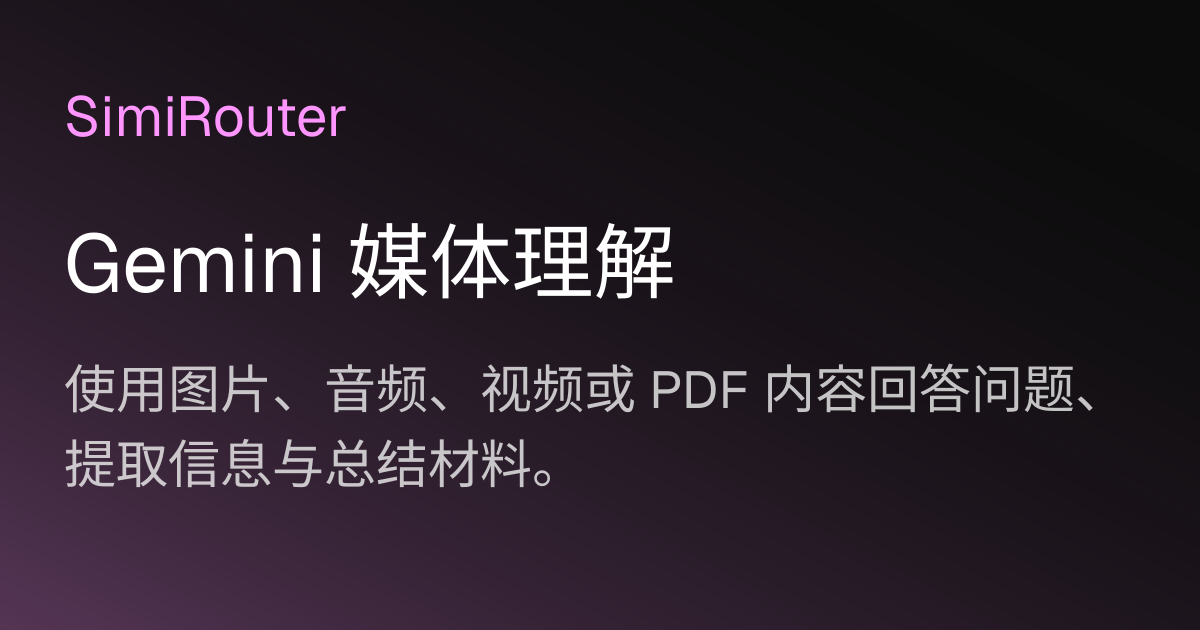 SimiRouter
Gemini 媒体理解
使用图片、音频、视频或 PDF 内容回答问题、
提取信息与总结材料。